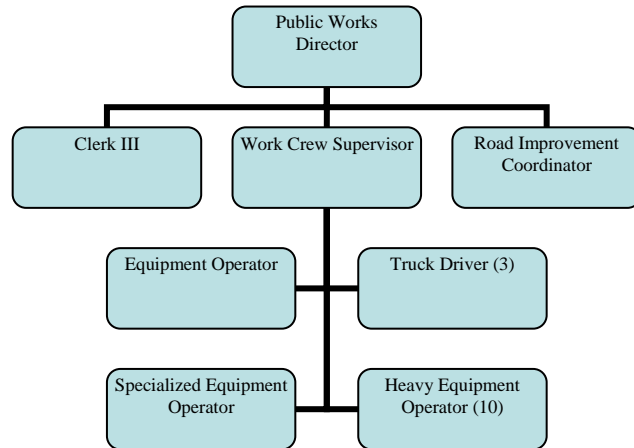 Public Works
Director
Clerk III
Work Crew Supervisor
Road Improvement
Coordinator
Equipment Operator
Truck Driver (3)
Specialized Equipment
Operator
Heavy Equipment
Operator (10)